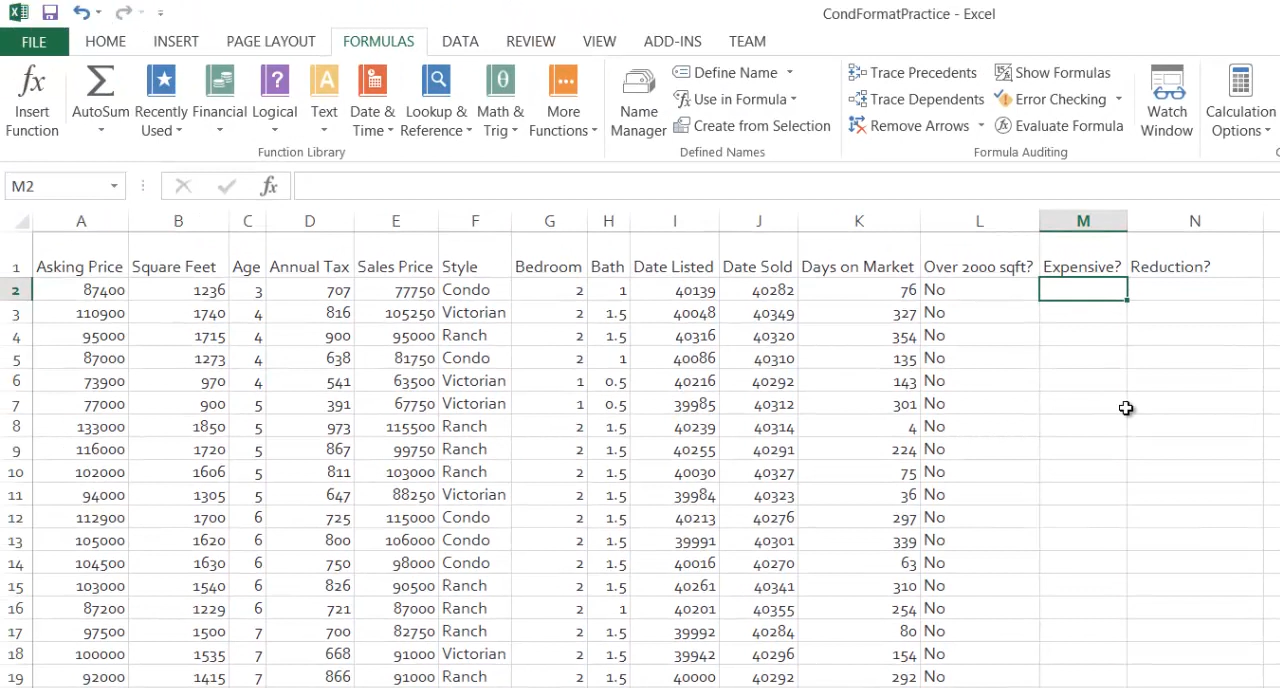 CondFormatPractice - Excel
FILE HOME INSERT PAGE LAYOUT FORMULAS DATA REVIEW VIEW ADD-INS TEAM
Insert Function
AutoSum
Recently Used
Financial
Logical
Text
Date & Time
Lookup & Reference
Math & Trig
More Functions
Function Library
Name Manager
Define Name
Use in Formula
Create from Selection
Defined Names
Trace Precedents
Trace Dependents
Remove Arrows
Show Formulas
Error Checking
Evaluate Formula
Formula Auditing
Watch Window
Calculation Options
M2 fx
A B C D E F G H I J K L M N
1 Asking Price Square Feet Age Annual Tax Sales Price Style Bedroom Bath Date Listed Date Sold Days on Market Over 2000 sqft? Expensive? Reduction?
2 87400 1236 3 707 77750 Condo 2 1 40139 40282 76 No
3 110900 1740 4 816 105250 Victorian 2 1.5 40048 40349 327 No
4 95000 1715 4 900 95000 Ranch 2 1.5 40316 40320 354 No
5 87000 1273 4 638 81750 Condo 2 1 40086 40310 135 No
6 73900 970 4 541 63500 Victorian 1 0.5 40216 40292 143 No
7 77000 900 5 391 67750 Victorian 1 0.5 39985 40312 301 No
8 133000 1850 5 973 115500 Ranch 2 1.5 40239 40314 4 No
9 116000 1720 5 867 99750 Ranch 2 1.5 40255 40291 224 No
10 102000 1606 5 811 103000 Ranch 2 1.5 40030 40327 75 No
11 94000 1305 5 647 88250 Victorian 2 1.5 39984 40323 36 No
12 112900 1700 6 725 115000 Condo 2 1.5 40213 40276 297 No
13 105000 1620 6 800 106000 Condo 2 1.5 39991 40301 339 No
14 104500 1630 6 750 98000 Condo 2 1.5 40016 40270 63 No
15 103000 1540 6 826 90500 Ranch 2 1.5 40261 40341 310 No
16 87200 1229 6 721 87000 Ranch 2 1 40201 40355 254 No
17 97500 1500 7 700 82750 Ranch 2 1.5 39992 40284 80 No
18 100000 1535 7 668 91000 Victorian 2 1.5 39942 40296 154 No
19 92000 1415 7 866 91000 Ranch 2 1.5 40000 40292 292 No